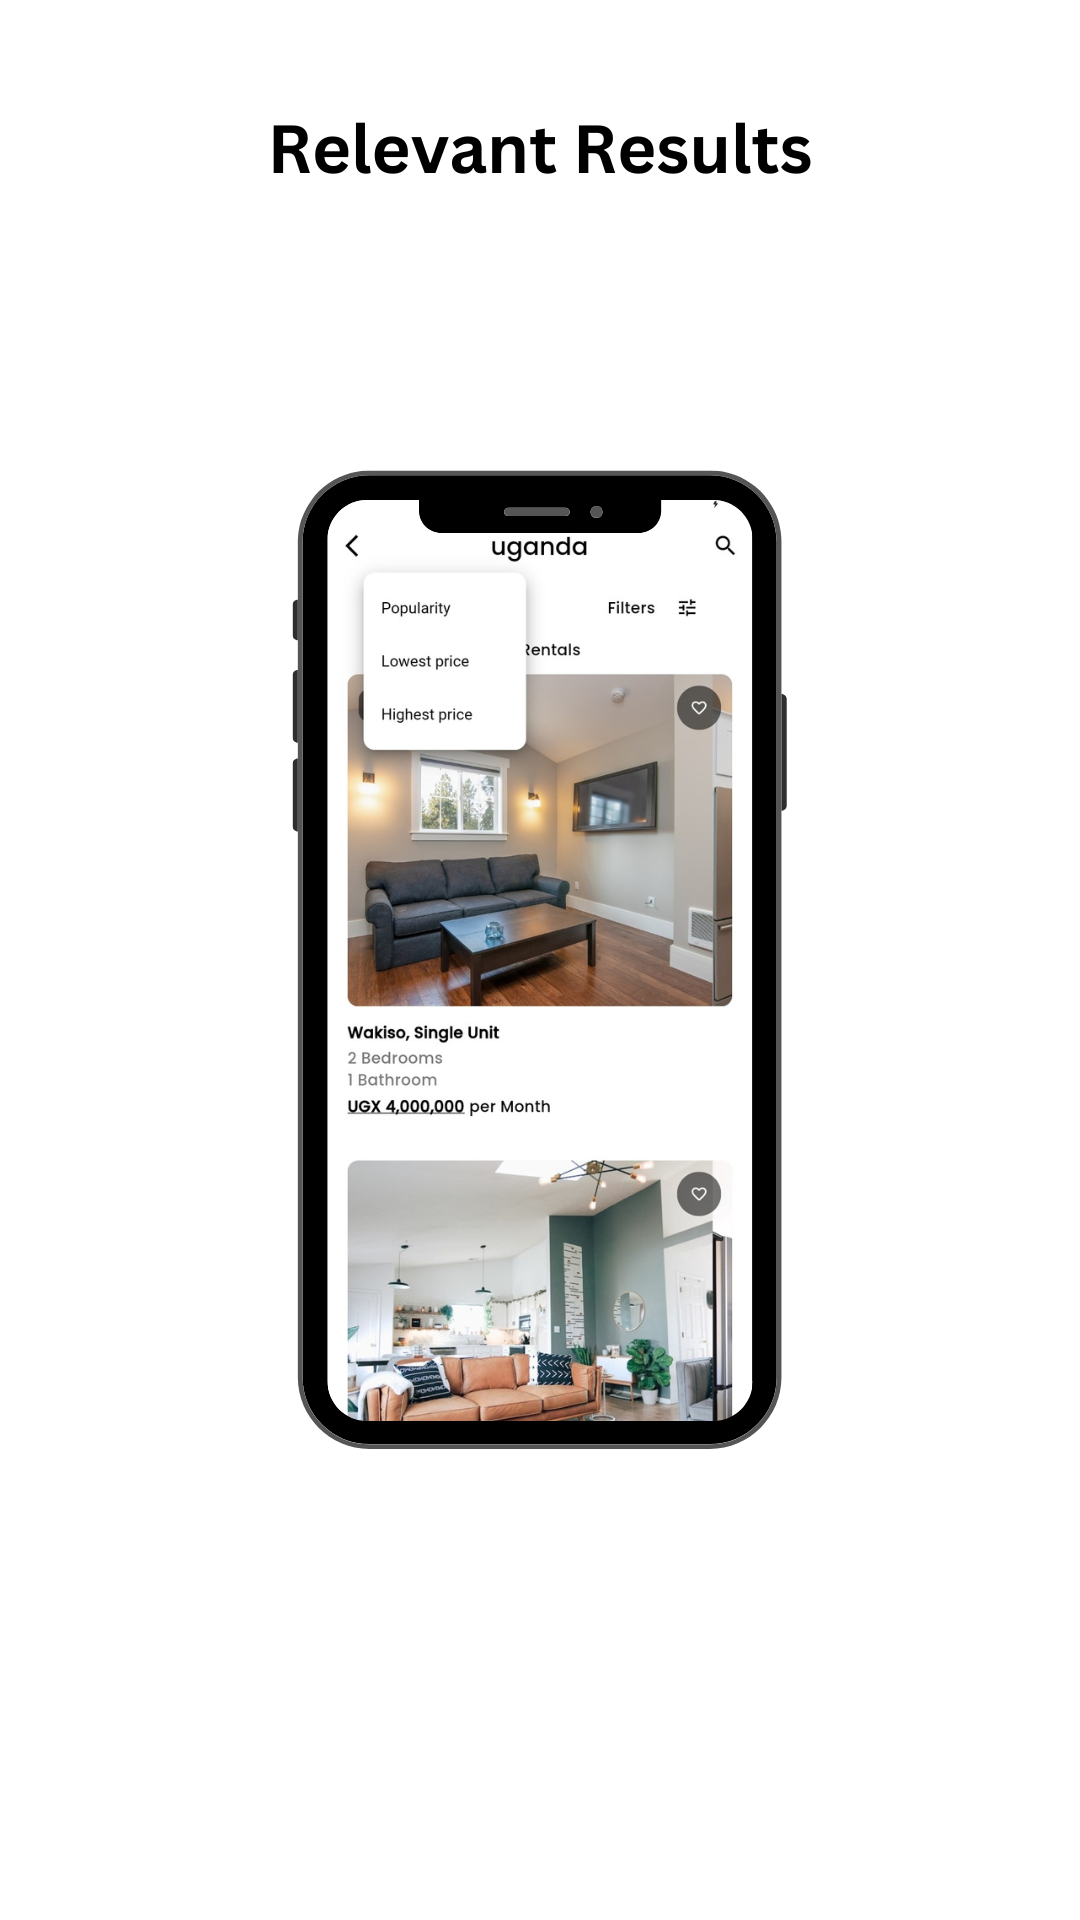 Relevant Results
uganda
Popularity
Filters
Rentals
Lowest price
Highest price
Wakiso, Single Unit
2 Bedrooms
1 Bathroom
UGX 4,000,000 per Month